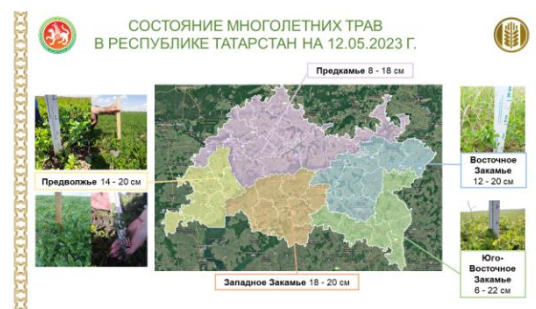 СОСТОЯНИЕ МНОГОЛЕТНИХ ТРАВ
В РЕСПУБЛИКЕ ТАТАРСТАН НА 12.05.2023 Г.
Предкамье 8 - 18 см
Предволжье 14 - 20 см
Восточное
Закамье
12 - 20 см
Западное Закамье 18 - 20 см
Юго-
Восточное
Закамье
6 - 22 см